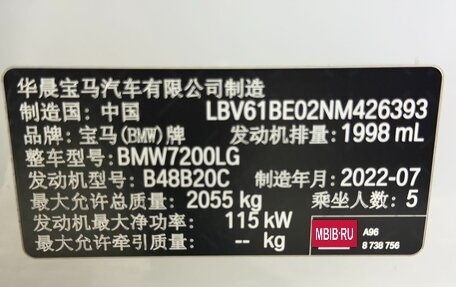 华晨宝马汽车有限公司制造
制造国: 中国 LBV61BE02NM426393
品牌: 宝马(BMW)牌 发动机排量: 1998 mL
整车型号: BMW7200LG
发动机型号: B48B20C 制造年月: 2022-07
最大允许总质量: 2055 kg 乘坐人数: 5
发动机最大净功率: 115 kW
最大允许牵引质量: -- kg
MBIB·RU
A96
8 738 756